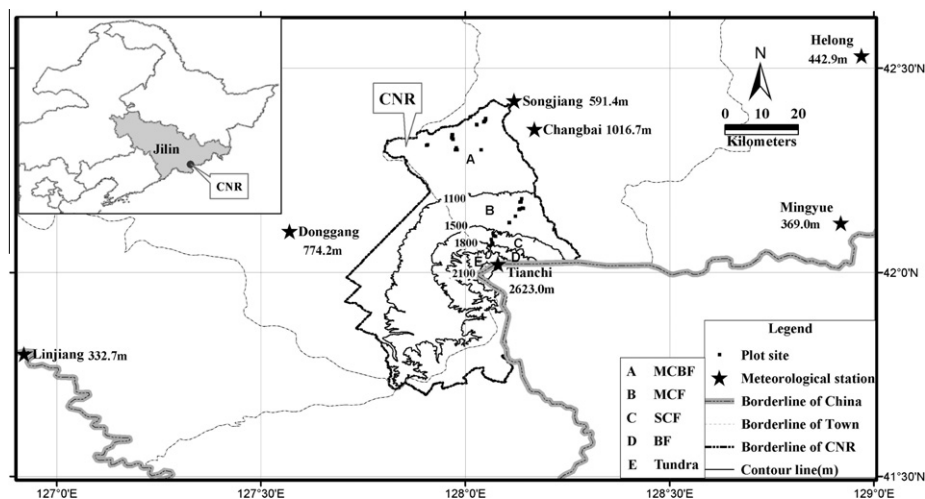 Jilin
CNR
CNR
Songjiang 591.4m
Changbai 1016.7m
Helong
442.9m
N
0 10 20
Kilometers
42°30'
A
1100
B
1500
C
1800
D
E
2100
Tianchi
2623.0m
Donggang
774.2m
Mingyue
369.0m
42°0'
Linjiang 332.7m
A MCBF
B MCF
C SCF
D BF
E Tundra
Legend
Plot site
Meteorological station
Borderline of China
Borderline of Town
Borderline of CNR
Contour line(m)
41°30'
127°0'E
127°30'E
128°0'E
128°30'E
129°0'E